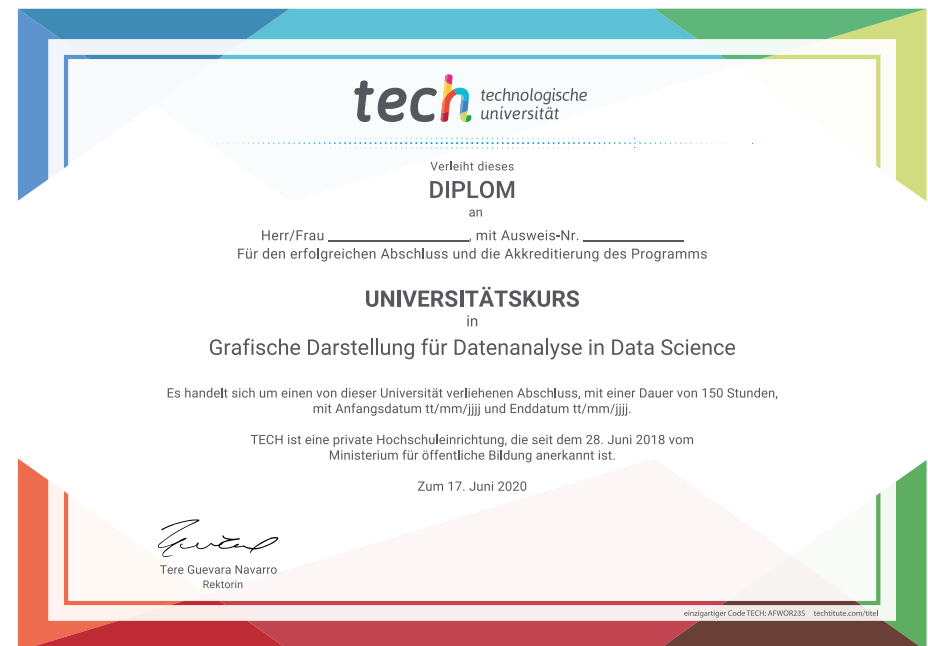 tech technologische
universität
Verleiht dieses
DIPLOM
an
Herr/Frau ________________, mit Ausweis-Nr. ____________
Für den erfolgreichen Abschluss und die Akkreditierung des Programms
UNIVERSITÄTSKURS
in
Grafische Darstellung für Datenanalyse in Data Science
Es handelt sich um einen von dieser Universität verliehenen Abschluss, mit einer Dauer von 150 Stunden,
mit Anfangsdatum tt/mm/jjjj und Enddatum tt/mm/jjjj.
TECH ist eine private Hochschuleinrichtung, die seit dem 28. Juni 2018 vom
Ministerium für öffentliche Bildung anerkannt ist.
Zum 17. Juni 2020
Tere Guevara Navarro
Rektorin
einzigartiger Code TECH: AFWOR23S techtitute.com/titel